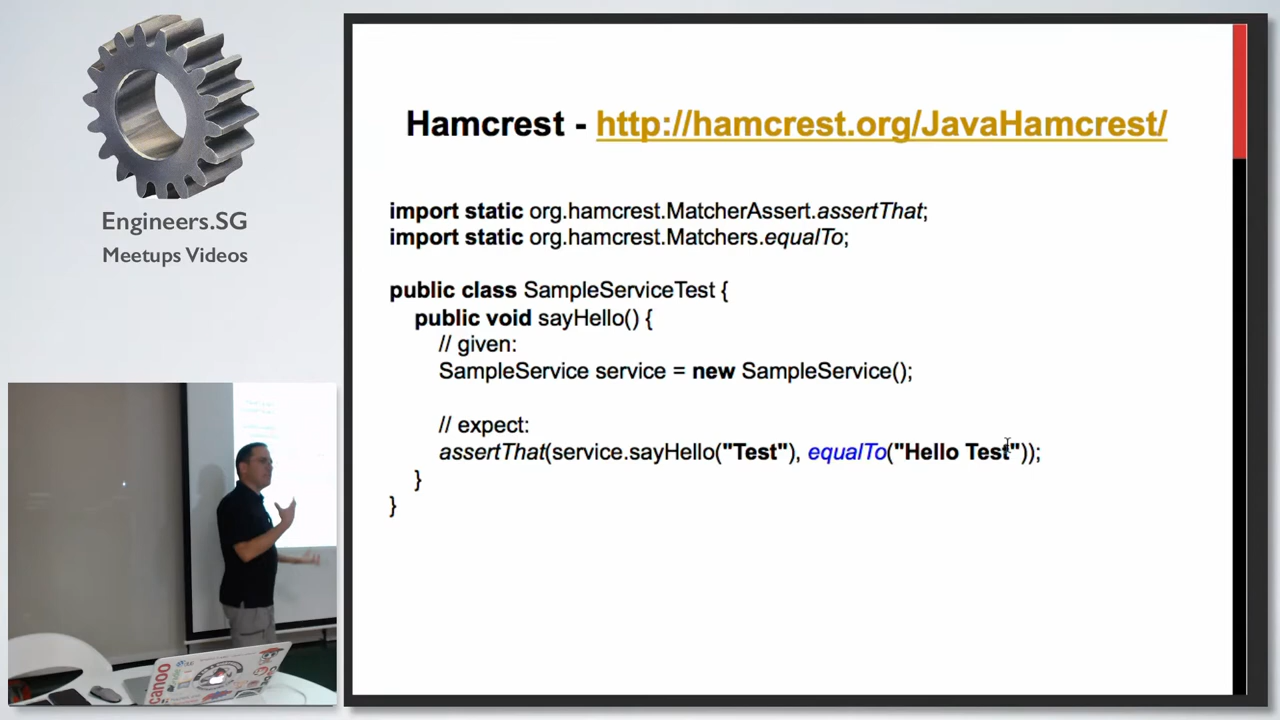 Engineers.SG
Meetups Videos
Hamcrest - http://hamcrest.org/JavaHamcrest/
import static org.hamcrest.MatcherAssert.assertThat;
import static org.hamcrest.Matchers.equalTo;
public class SampleServiceTest {
public void sayHello() {
// given:
SampleService service = new SampleService();
// expect:
assertThat(service.sayHello("Test"), equalTo("Hello Test"));
}
}
canoo